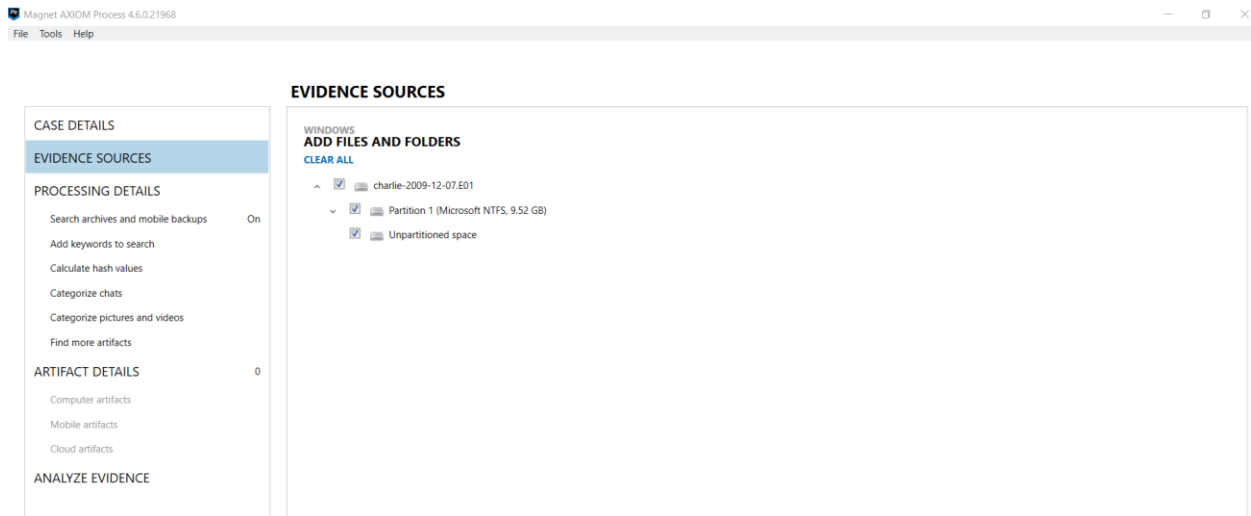 Magnet AXIOM Process 4.6.0.21968
File Tools Help
EVIDENCE SOURCES
CASE DETAILS
EVIDENCE SOURCES
PROCESSING DETAILS
Search archives and mobile backups On
Add keywords to search
Calculate hash values
Categorize chats
Categorize pictures and videos
Find more artifacts
ARTIFACT DETAILS 0
Computer artifacts
Mobile artifacts
Cloud artifacts
ANALYZE EVIDENCE
WINDOWS
ADD FILES AND FOLDERS
CLEAR ALL
charlie-2009-12-07.E01
Partition 1 (Microsoft NTFS, 9.52 GB)
Unpartitioned space